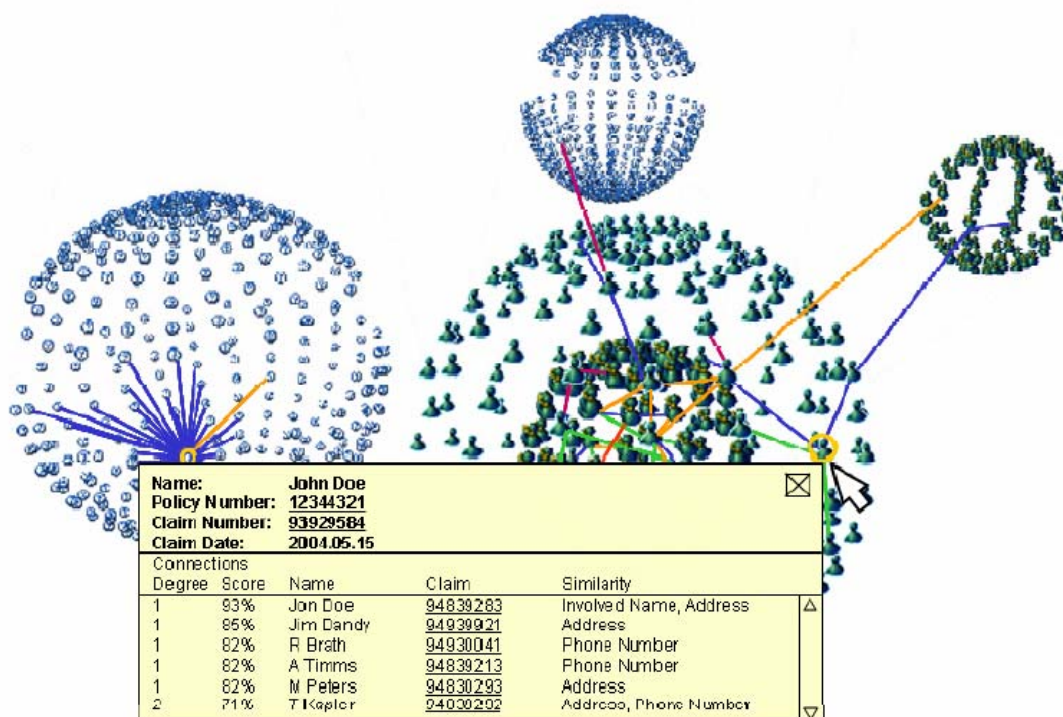 Name: John Doe
Policy Number: 12344321
Claim Number: 93929584
Claim Date: 2004.05.15
Connections
Degree Score Name Claim Similarity
1 93% Jon Doe 94839283 Involved Name, Address
1 85% Jim Dandy 94939921 Address
1 82% R Brath 94930041 Phone Number
1 82% A Timms 94839213 Phone Number
1 82% M Peters 94830293 Address
2 71% T Kapler Address, Phone Number